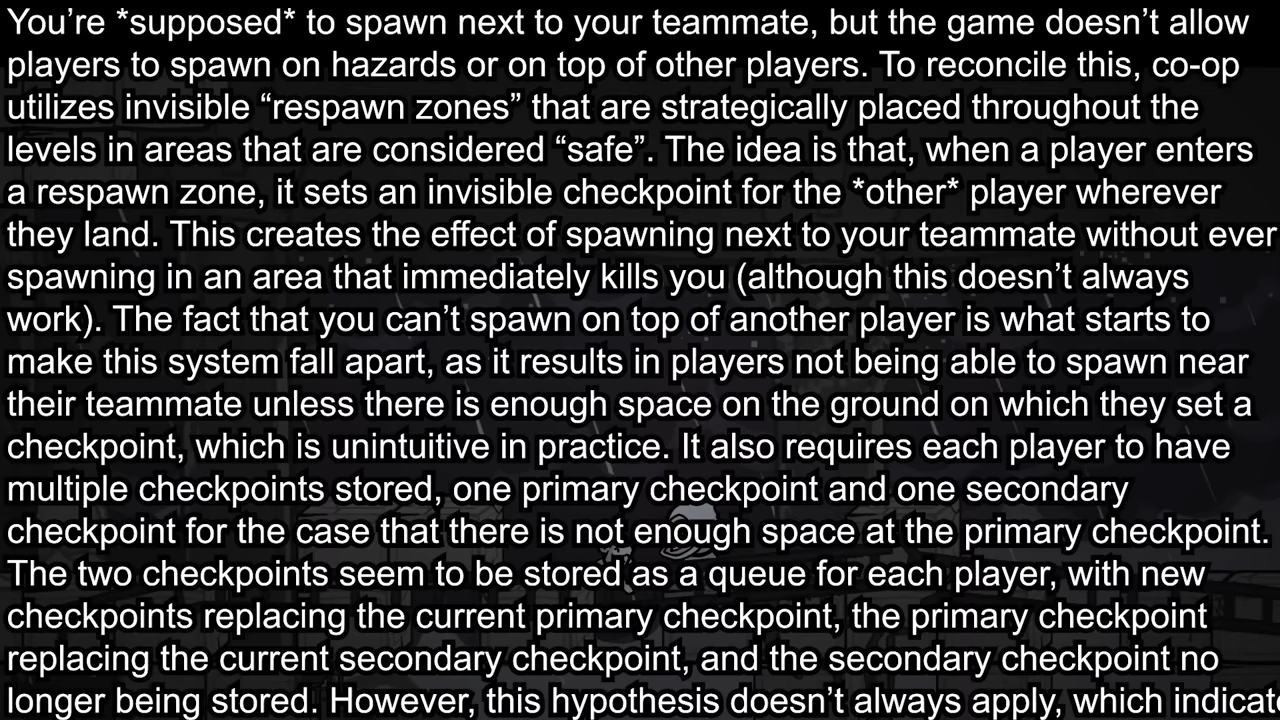 You’re *supposed* to spawn next to your teammate, but the game doesn’t allow
players to spawn on hazards or on top of other players. To reconcile this, co-op
utilizes invisible “respawn zones” that are strategically placed throughout the
levels in areas that are considered “safe”. The idea is that, when a player enters
a respawn zone, it sets an invisible checkpoint for the *other* player wherever
they land. This creates the effect of spawning next to your teammate without ever
spawning in an area that immediately kills you (although this doesn’t always
work). The fact that you can’t spawn on top of another player is what starts to
make this system fall apart, as it results in players not being able to spawn near
their teammate unless there is enough space on the ground on which they set a
checkpoint, which is unintuitive in practice. It also requires each player to have
multiple checkpoints stored, one primary checkpoint and one secondary
checkpoint for the case that there is not enough space at the primary checkpoint.
The two checkpoints seem to be stored as a queue for each player, with new
checkpoints replacing the current primary checkpoint, the primary checkpoint
replacing the current secondary checkpoint, and the secondary checkpoint no
longer being stored. However, this hypothesis doesn’t always apply, which indicat